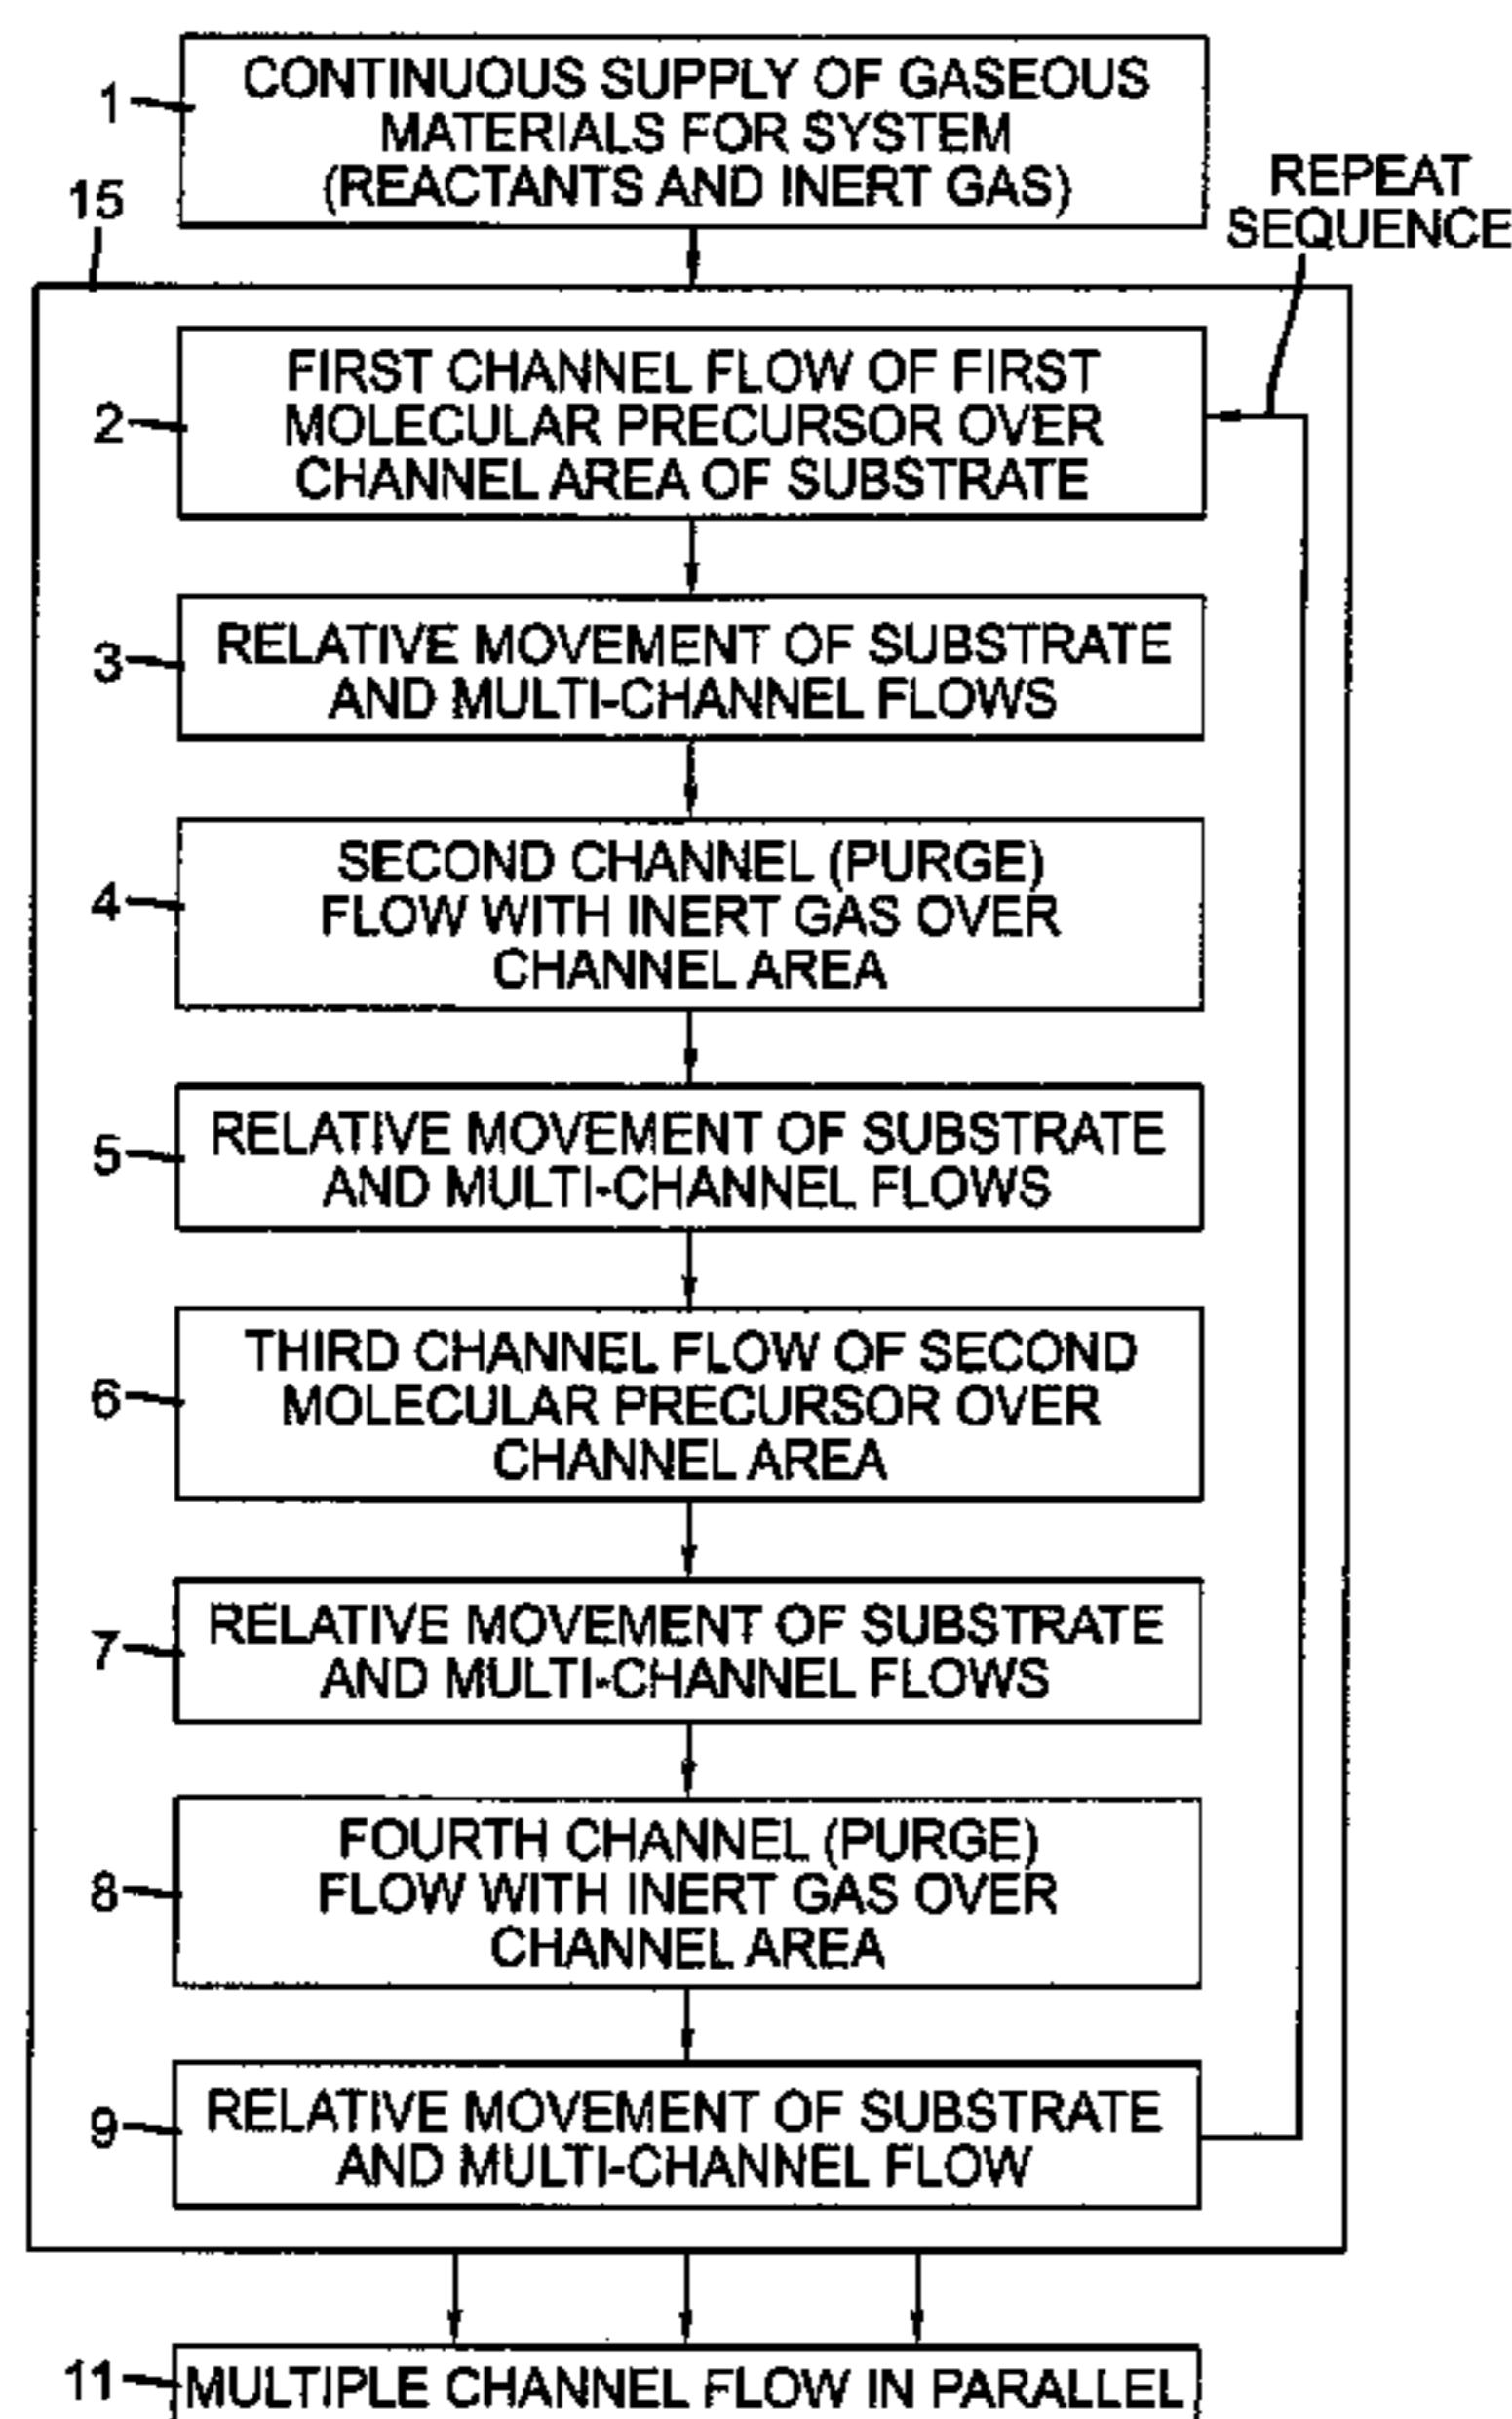 1
CONTINUOUS SUPPLY OF GASEOUS
MATERIALS FOR SYSTEM
(REACTANTS AND INERT GAS)
15
REPEAT
SEQUENCE
2
FIRST CHANNEL FLOW OF FIRST
MOLECULAR PRECURSOR OVER
CHANNEL AREA OF SUBSTRATE
3
RELATIVE MOVEMENT OF SUBSTRATE
AND MULTI-CHANNEL FLOWS
4
SECOND CHANNEL (PURGE)
FLOW WITH INERT GAS OVER
CHANNEL AREA
5
RELATIVE MOVEMENT OF SUBSTRATE
AND MULTI-CHANNEL FLOWS
6
THIRD CHANNEL FLOW OF SECOND
MOLECULAR PRECURSOR OVER
CHANNEL AREA
7
RELATIVE MOVEMENT OF SUBSTRATE
AND MULTI-CHANNEL FLOWS
8
FOURTH CHANNEL (PURGE)
FLOW WITH INERT GAS OVER
CHANNEL AREA
9
RELATIVE MOVEMENT OF SUBSTRATE
AND MULTI-CHANNEL FLOW
11
MULTIPLE CHANNEL FLOW IN PARALLEL